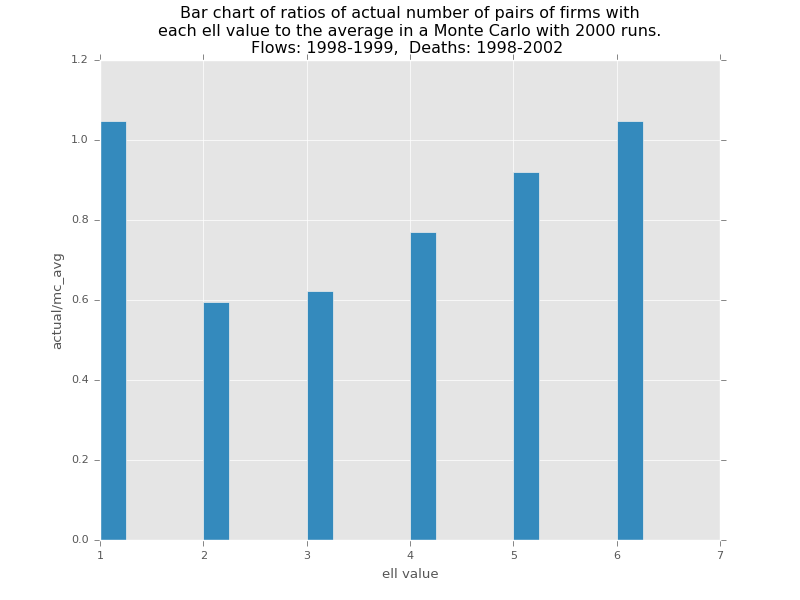 Bar chart of ratios of actual number of pairs of firms with
each ell value to the average in a Monte Carlo with 2000 runs.
Flows: 1998-1999,  Deaths: 1998-2002
1.2
1.0
0.8
0.6
0.4
0.2
0.0
actual/mc_avg
1 2 3 4 5 6 7
ell value